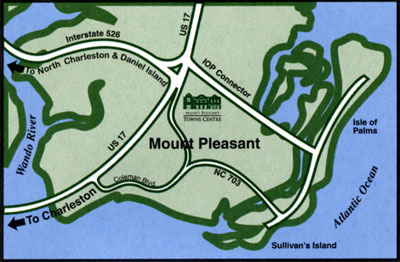 US 17
Interstate 526
To North Charleston & Daniel Island
IOP Connector
MOUNT PLEASANT
TOWNE CENTRE
Isle of
Palms
Wando River
US 17
Mount Pleasant
Coleman Blvd.
NC 703
Atlantic Ocean
To Charleston
Sullivan's Island